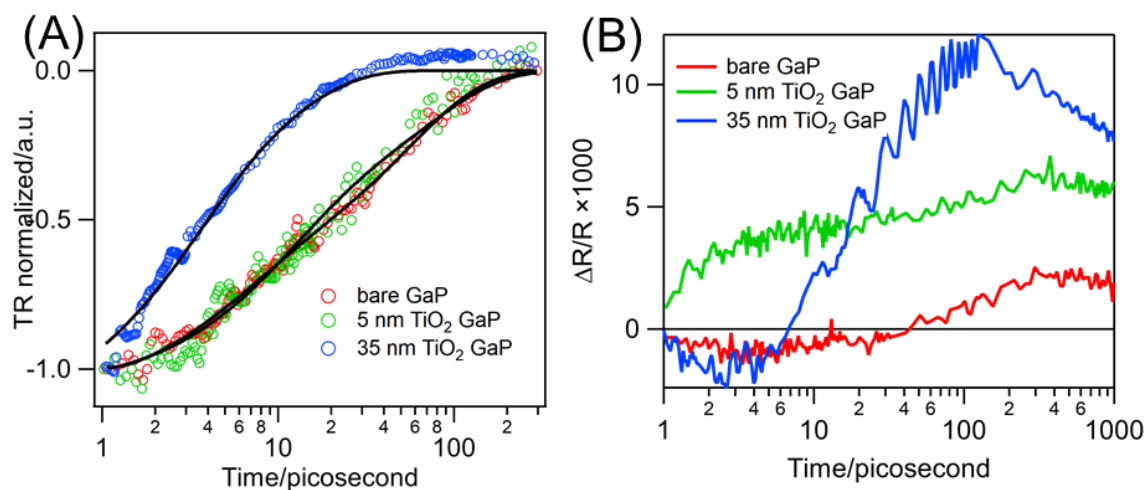 (A)
TR normalized/a.u.
0.0
-0.5
-1.0
bare GaP
5 nm TiO₂ GaP
35 nm TiO₂ GaP
1 2 4 6 8 10 2 4 6 8 100 2
Time/picosecond
(B)
ΔR/R ×1000
10
5
0
bare GaP
5 nm TiO₂ GaP
35 nm TiO₂ GaP
1 2 4 6 10 2 4 6 100 2 4 6 1000
Time/picosecond